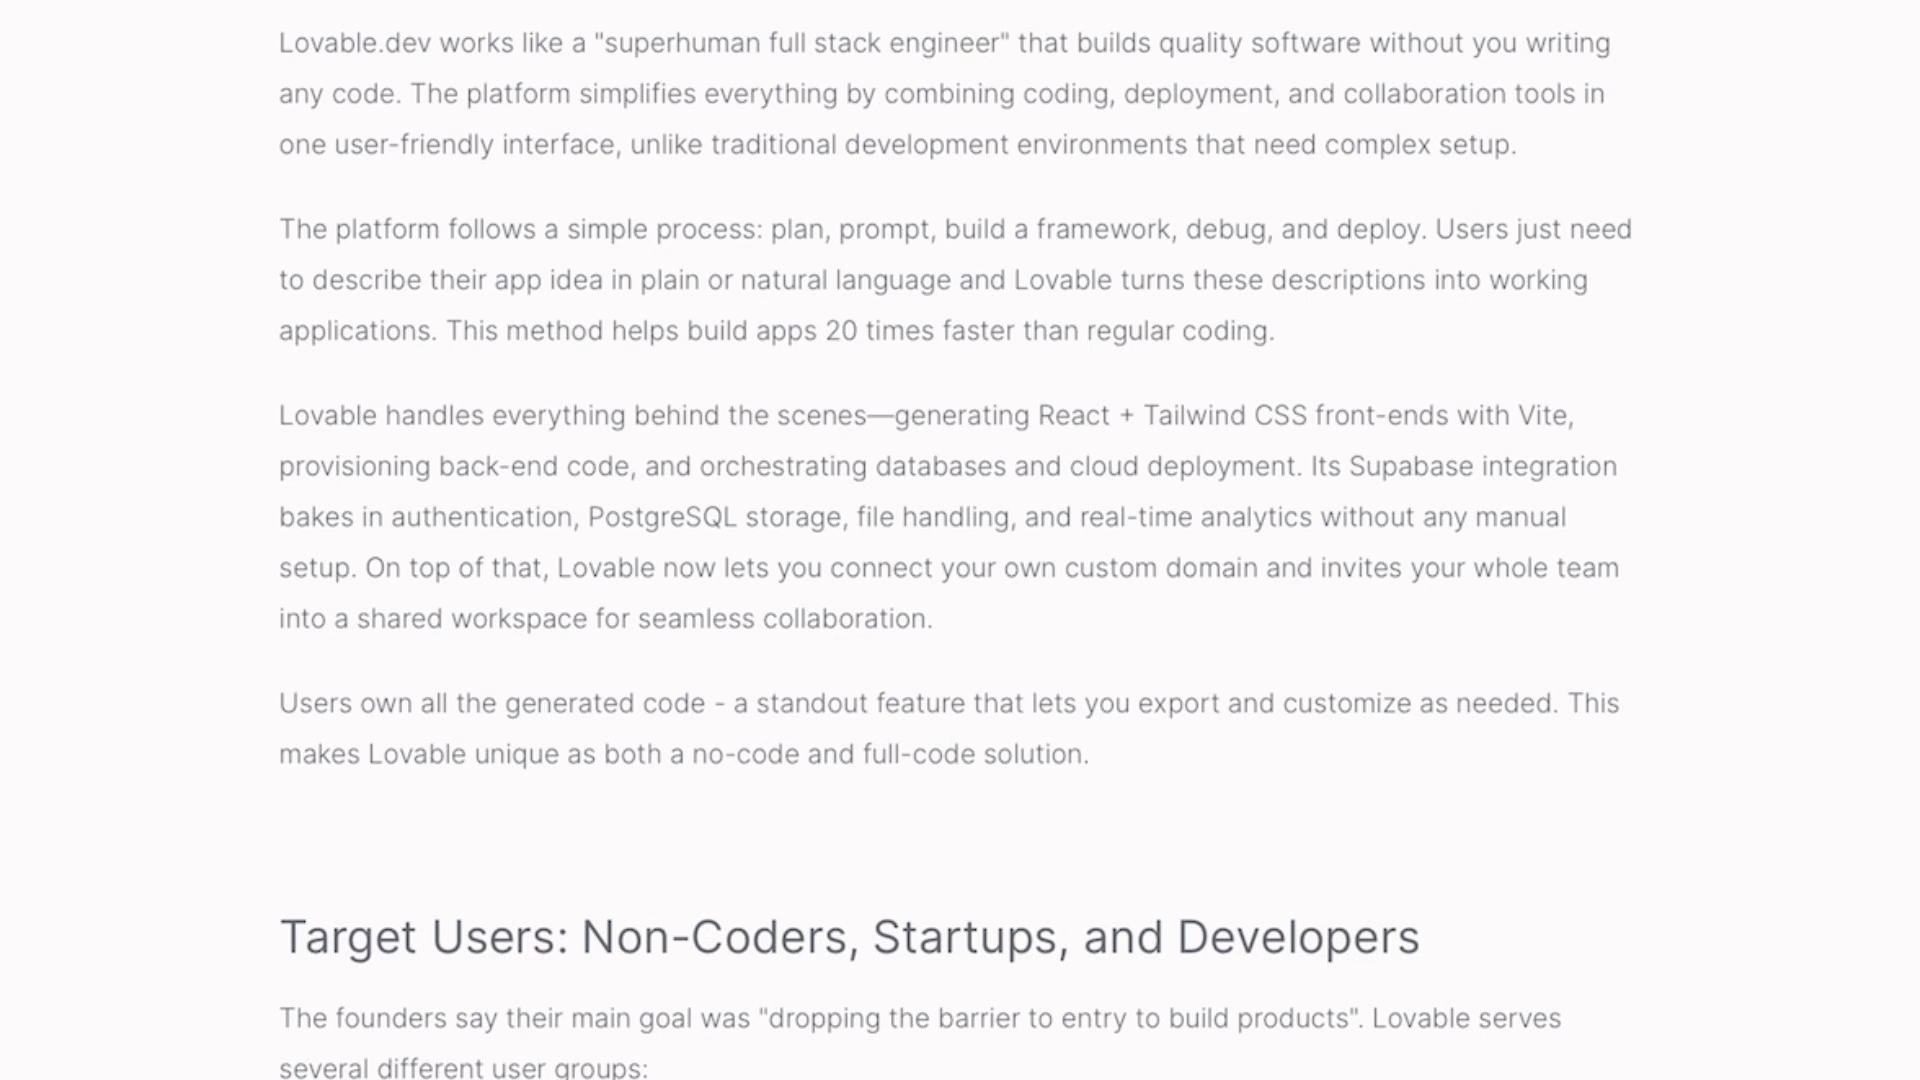 Lovable.dev works like a "superhuman full stack engineer" that builds quality software without you writing
any code. The platform simplifies everything by combining coding, deployment, and collaboration tools in
one user-friendly interface, unlike traditional development environments that need complex setup.
The platform follows a simple process: plan, prompt, build a framework, debug, and deploy. Users just need
to describe their app idea in plain or natural language and Lovable turns these descriptions into working
applications. This method helps build apps 20 times faster than regular coding.
Lovable handles everything behind the scenes—generating React + Tailwind CSS front-ends with Vite,
provisioning back-end code, and orchestrating databases and cloud deployment. Its Supabase integration
bakes in authentication, PostgreSQL storage, file handling, and real-time analytics without any manual
setup. On top of that, Lovable now lets you connect your own custom domain and invites your whole team
into a shared workspace for seamless collaboration.
Users own all the generated code - a standout feature that lets you export and customize as needed. This
makes Lovable unique as both a no-code and full-code solution.
Target Users: Non-Coders, Startups, and Developers
The founders say their main goal was "dropping the barrier to entry to build products". Lovable serves
several different user groups: